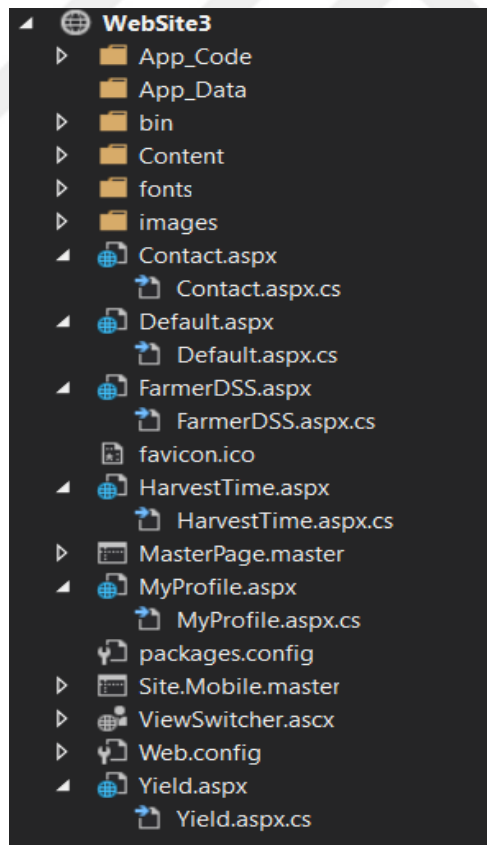 WebSite3
App_Code
App_Data
bin
Content
fonts
images
Contact.aspx
Contact.aspx.cs
Default.aspx
Default.aspx.cs
FarmerDSS.aspx
FarmerDSS.aspx.cs
favicon.ico
HarvestTime.aspx
HarvestTime.aspx.cs
MasterPage.master
MyProfile.aspx
MyProfile.aspx.cs
packages.config
Site.Mobile.master
ViewSwitcher.ascx
Web.config
Yield.aspx
Yield.aspx.cs